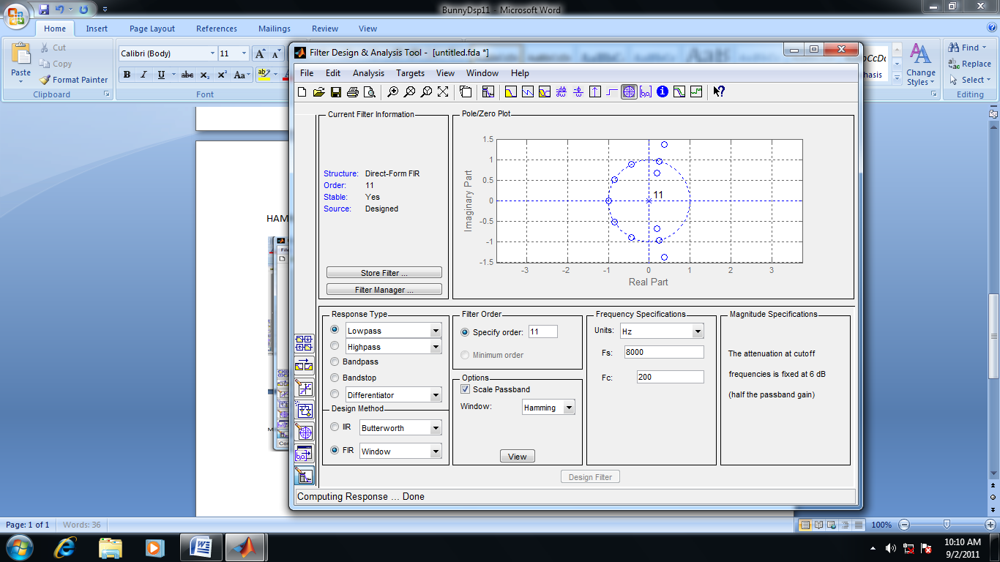 BunnyDsp11 - Microsoft Word
Home Insert Page Layout References Mailings Review View
Paste
Cut
Copy
Format Painter
Clipboard
Calibri (Body) 11
B I U abc x₂ x² Aa
Font
Change Styles
Find
Replace
Select
Editing
HAM
Filter Design & Analysis Tool - [untitled.fda *]
File Edit Analysis Targets View Window Help
Current Filter Information
Structure: Direct-Form FIR
Order: 11
Stable: Yes
Source: Designed
Store Filter ...
Filter Manager ...
Pole/Zero Plot
Imaginary Part
1.5
1
0.5
0
-0.5
-1
-1.5
11
-3 -2 -1 0 1 2 3
Real Part
Response Type
Lowpass
Highpass
Bandpass
Bandstop
Differentiator
Design Method
IIR Butterworth
FIR Window
Filter Order
Specify order: 11
Minimum order
Options
Scale Passband
Window: Hamming
View
Frequency Specifications
Units: Hz
Fs: 8000
Fc: 200
Magnitude Specifications
The attenuation at cutoff
frequencies is fixed at 6 dB
(half the passband gain)
Design Filter
Computing Response ... Done
Page: 1 of 1 Words: 36
100%
10:10 AM
9/2/2011